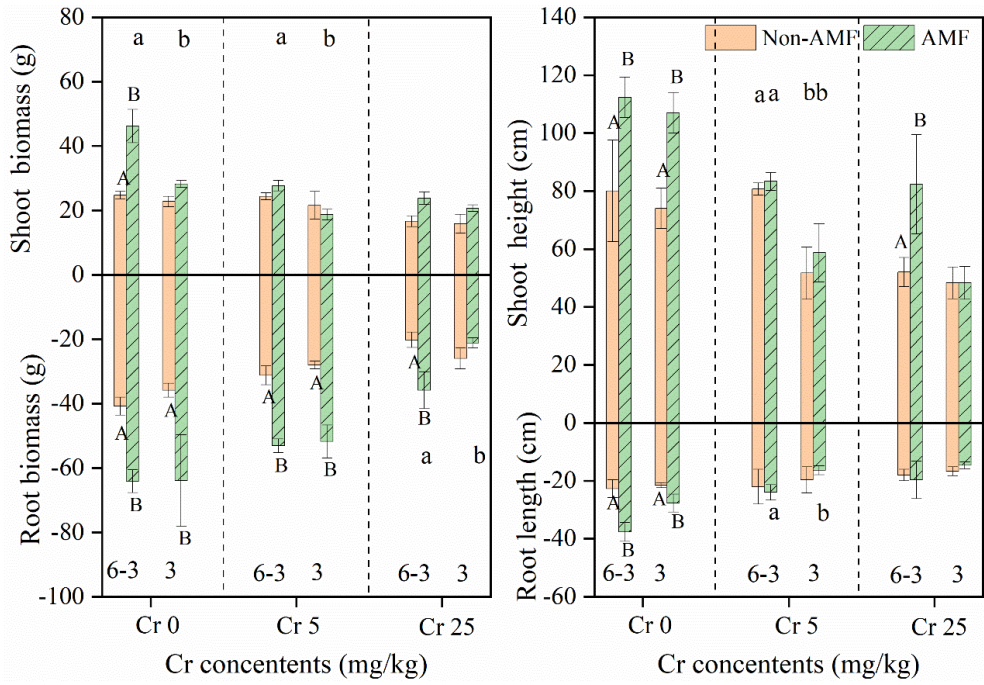 Shoot biomass (g)
Root biomass (g)
80
60
40
20
0
-20
-40
-60
-80
-100
a b a b
B
A
A A A A A
B B B B B
a b
6-3 3 6-3 3 6-3 3
Cr 0 Cr 5 Cr 25
Cr concentents (mg/kg)
Shoot height (cm)
Root length (cm)
140
120
100
80
60
40
20
0
-20
-40
-60
Non-AMF AMF
B B
aa bb
A A B
A
A A
B B
a b
6-3 3 6-3 3 6-3 3
Cr 0 Cr 5 Cr 25
Cr concentents (mg/kg)